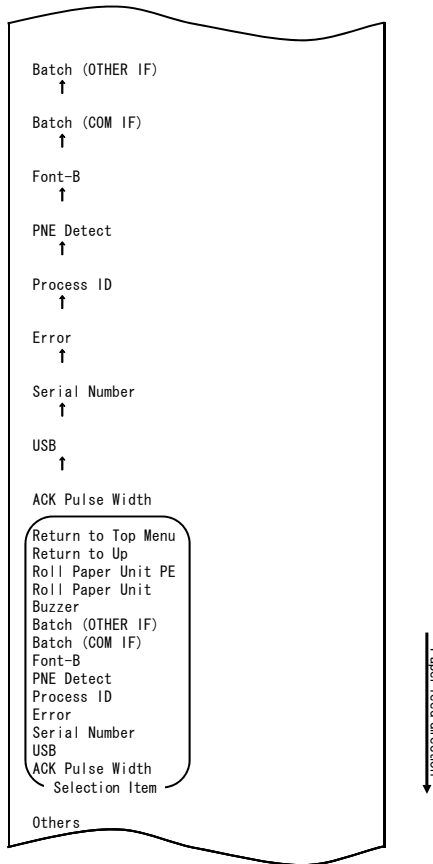 Batch (OTHER IF)
↑
Batch (COM IF)
↑
Font-B
↑
PNE Detect
↑
Process ID
↑
Error
↑
Serial Number
↑
USB
↑
ACK Pulse Width
Return to Top Menu
Return to Up
Roll Paper Unit PE
Roll Paper Unit
Buzzer
Batch (OTHER IF)
Batch (COM IF)
Font-B
PNE Detect
Process ID
Error
Serial Number
USB
ACK Pulse Width
Selection Item
Others
feed direction